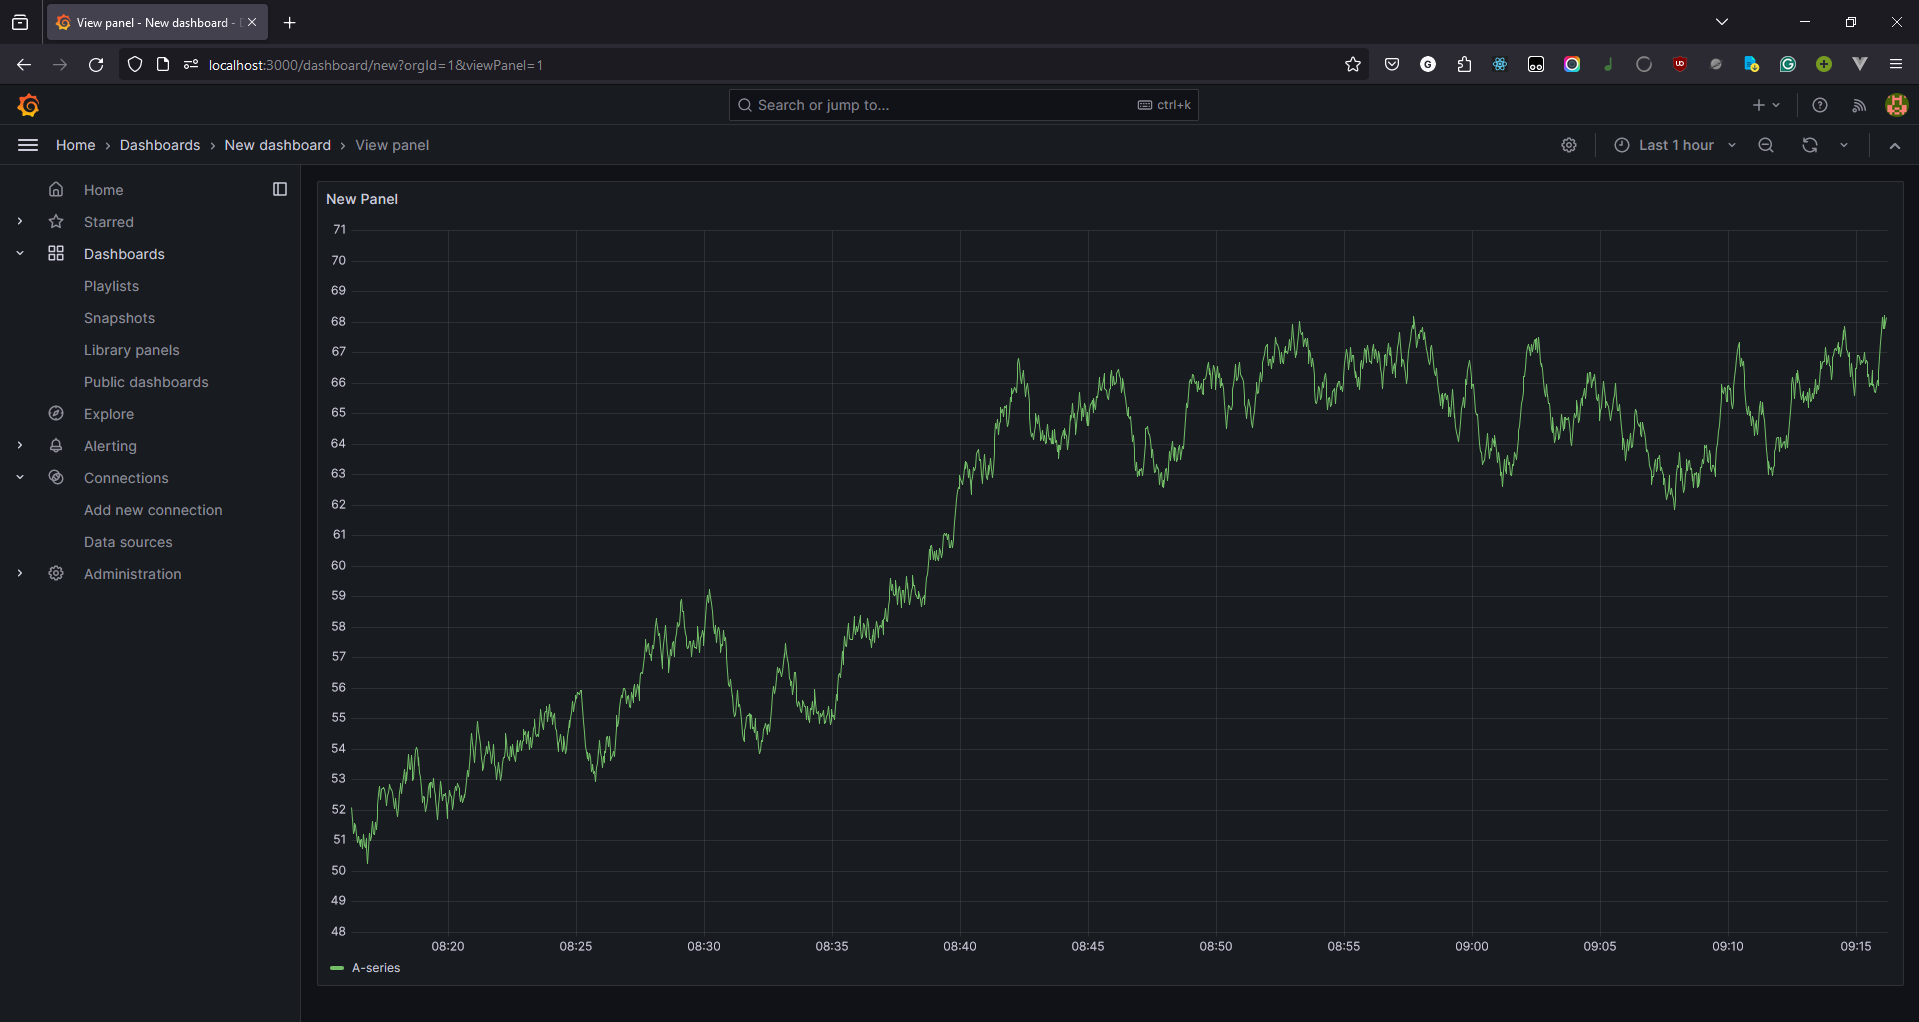 View panel - New dashboard -
localhost:3000/dashboard/new?orgId=1&viewPanel=1
Search or jump to...
ctrl+k
Home › Dashboards › New dashboard › View panel
Last 1 hour
Home
Starred
Dashboards
Playlists
Snapshots
Library panels
Public dashboards
Explore
Alerting
Connections
Add new connection
Data sources
Administration
New Panel
71
70
69
68
67
66
65
64
63
62
61
60
59
58
57
56
55
54
53
52
51
50
49
48
08:20 08:25 08:30 08:35 08:40 08:45 08:50 08:55 09:00 09:05 09:10 09:15
A-series